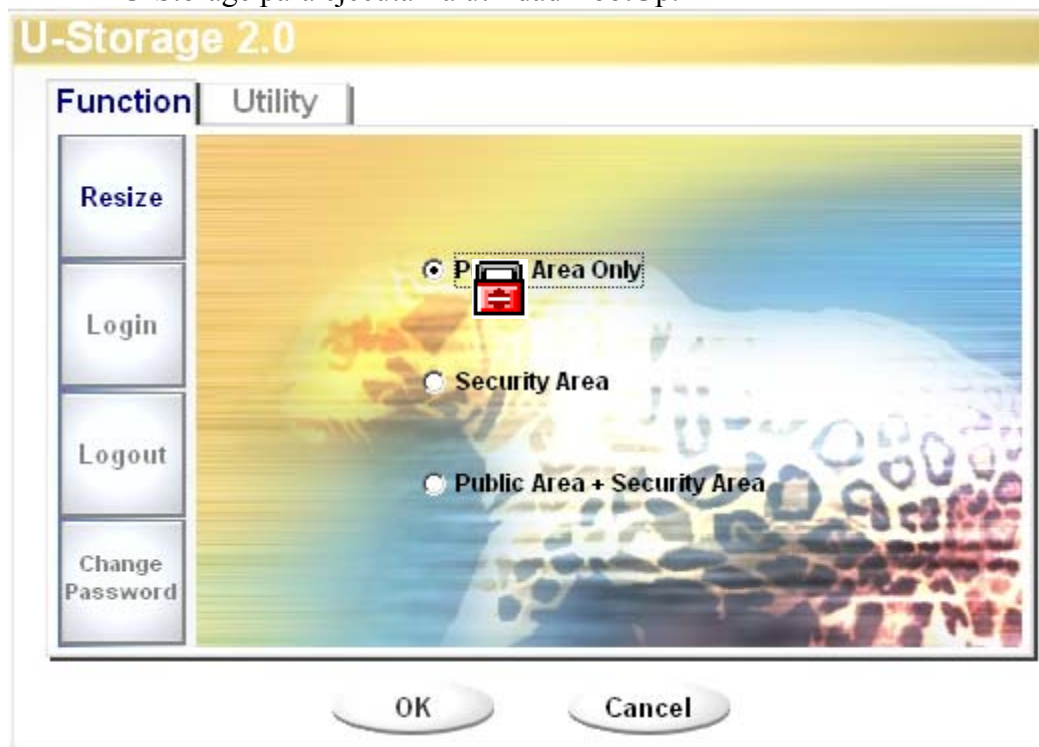 U-Storage 2.0
Function Utility
Resize
Area Only
Login
Security Area
Logout
Public Area + Security Area
Change
Password
OK Cancel